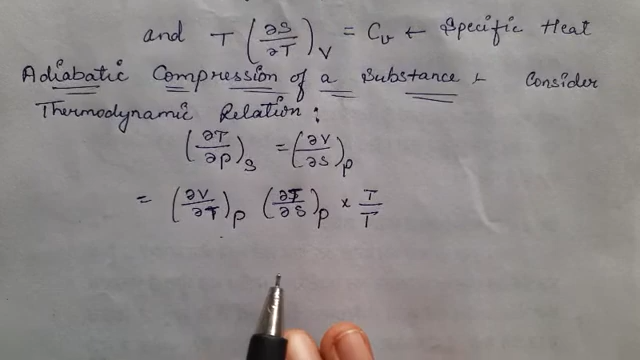 and T (∂S/∂T)_V = C_v ← Specific Heat
Adiabatic Compression of a Substance :- Consider
Thermodynamic Relation :
(∂T/∂P)_S = (∂V/∂S)_P
= (∂V/∂T)_P (∂T/∂S)_P × T/T